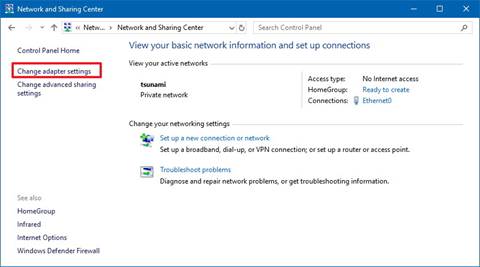 Network and Sharing Center
« Netw... › Network and Sharing Center
Search Control Panel
Control Panel Home
Change adapter settings
Change advanced sharing
settings
View your basic network information and set up connections
View your active networks
tsunami
Private network
Access type: No Internet access
HomeGroup: Ready to create
Connections: Ethernet0
Change your networking settings
Set up a new connection or network
Set up a broadband, dial-up, or VPN connection; or set up a router or access point.
Troubleshoot problems
Diagnose and repair network problems, or get troubleshooting information.
See also
HomeGroup
Infrared
Internet Options
Windows Defender Firewall